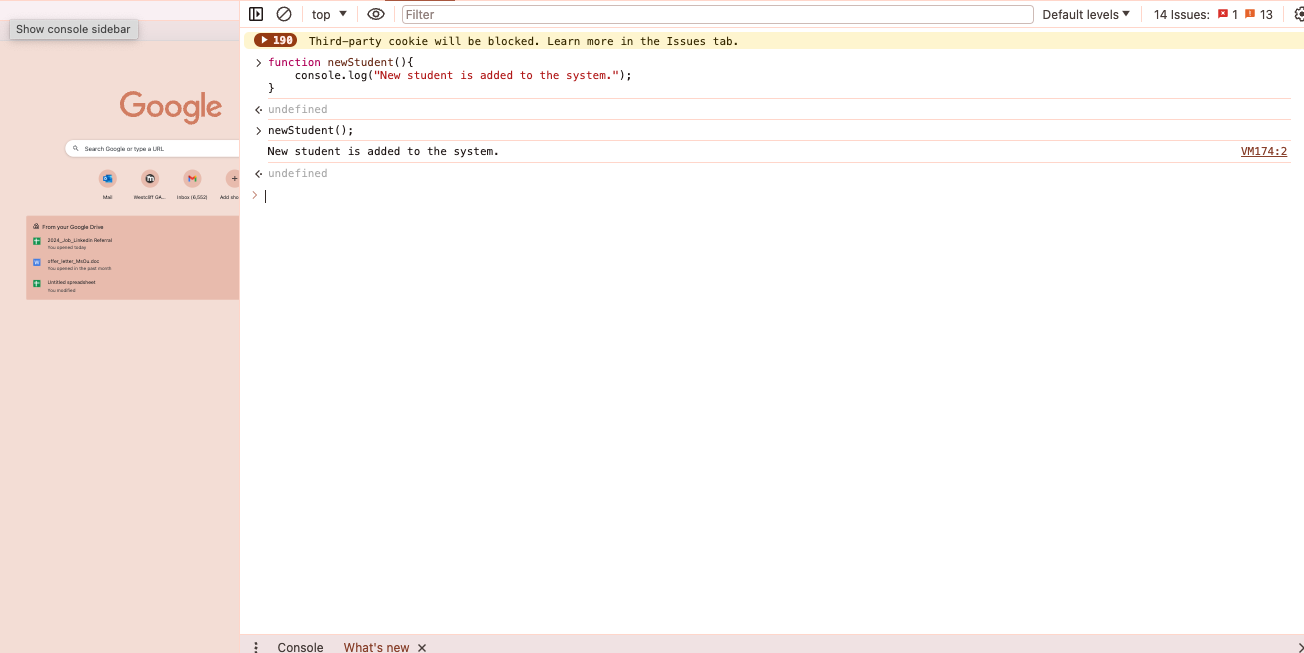 top
Filter
Default levels
14 Issues:
1
13
Show console sidebar
190
Third-party cookie will be blocked. Learn more in the Issues tab.
function newStudent(){
console.log("New student is added to the system.");
}
undefined
newStudent();
New student is added to the system.
VM174:2
undefined
Google
Search Google or type a URL
Mail
Inbox (6,552)
Add sho
From your Google Drive
2024_Job_Linkedin Referral
You opened today
offer_letter_MsOu.doc
You opened in the past month
Untitled spreadsheet
You modified
Console
What's new